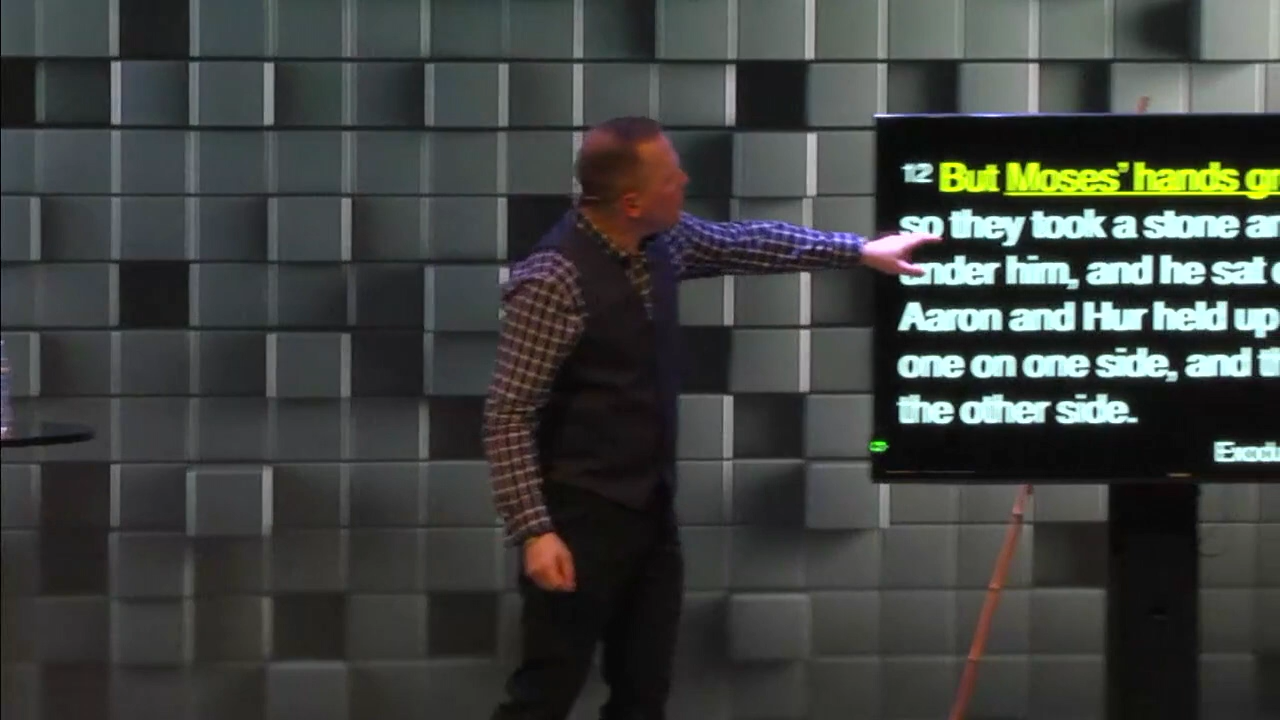 12 But Moses' hands
so they took a stone
under him, and he sat
Aaron and Hur held up
one on one side, and
the other side.